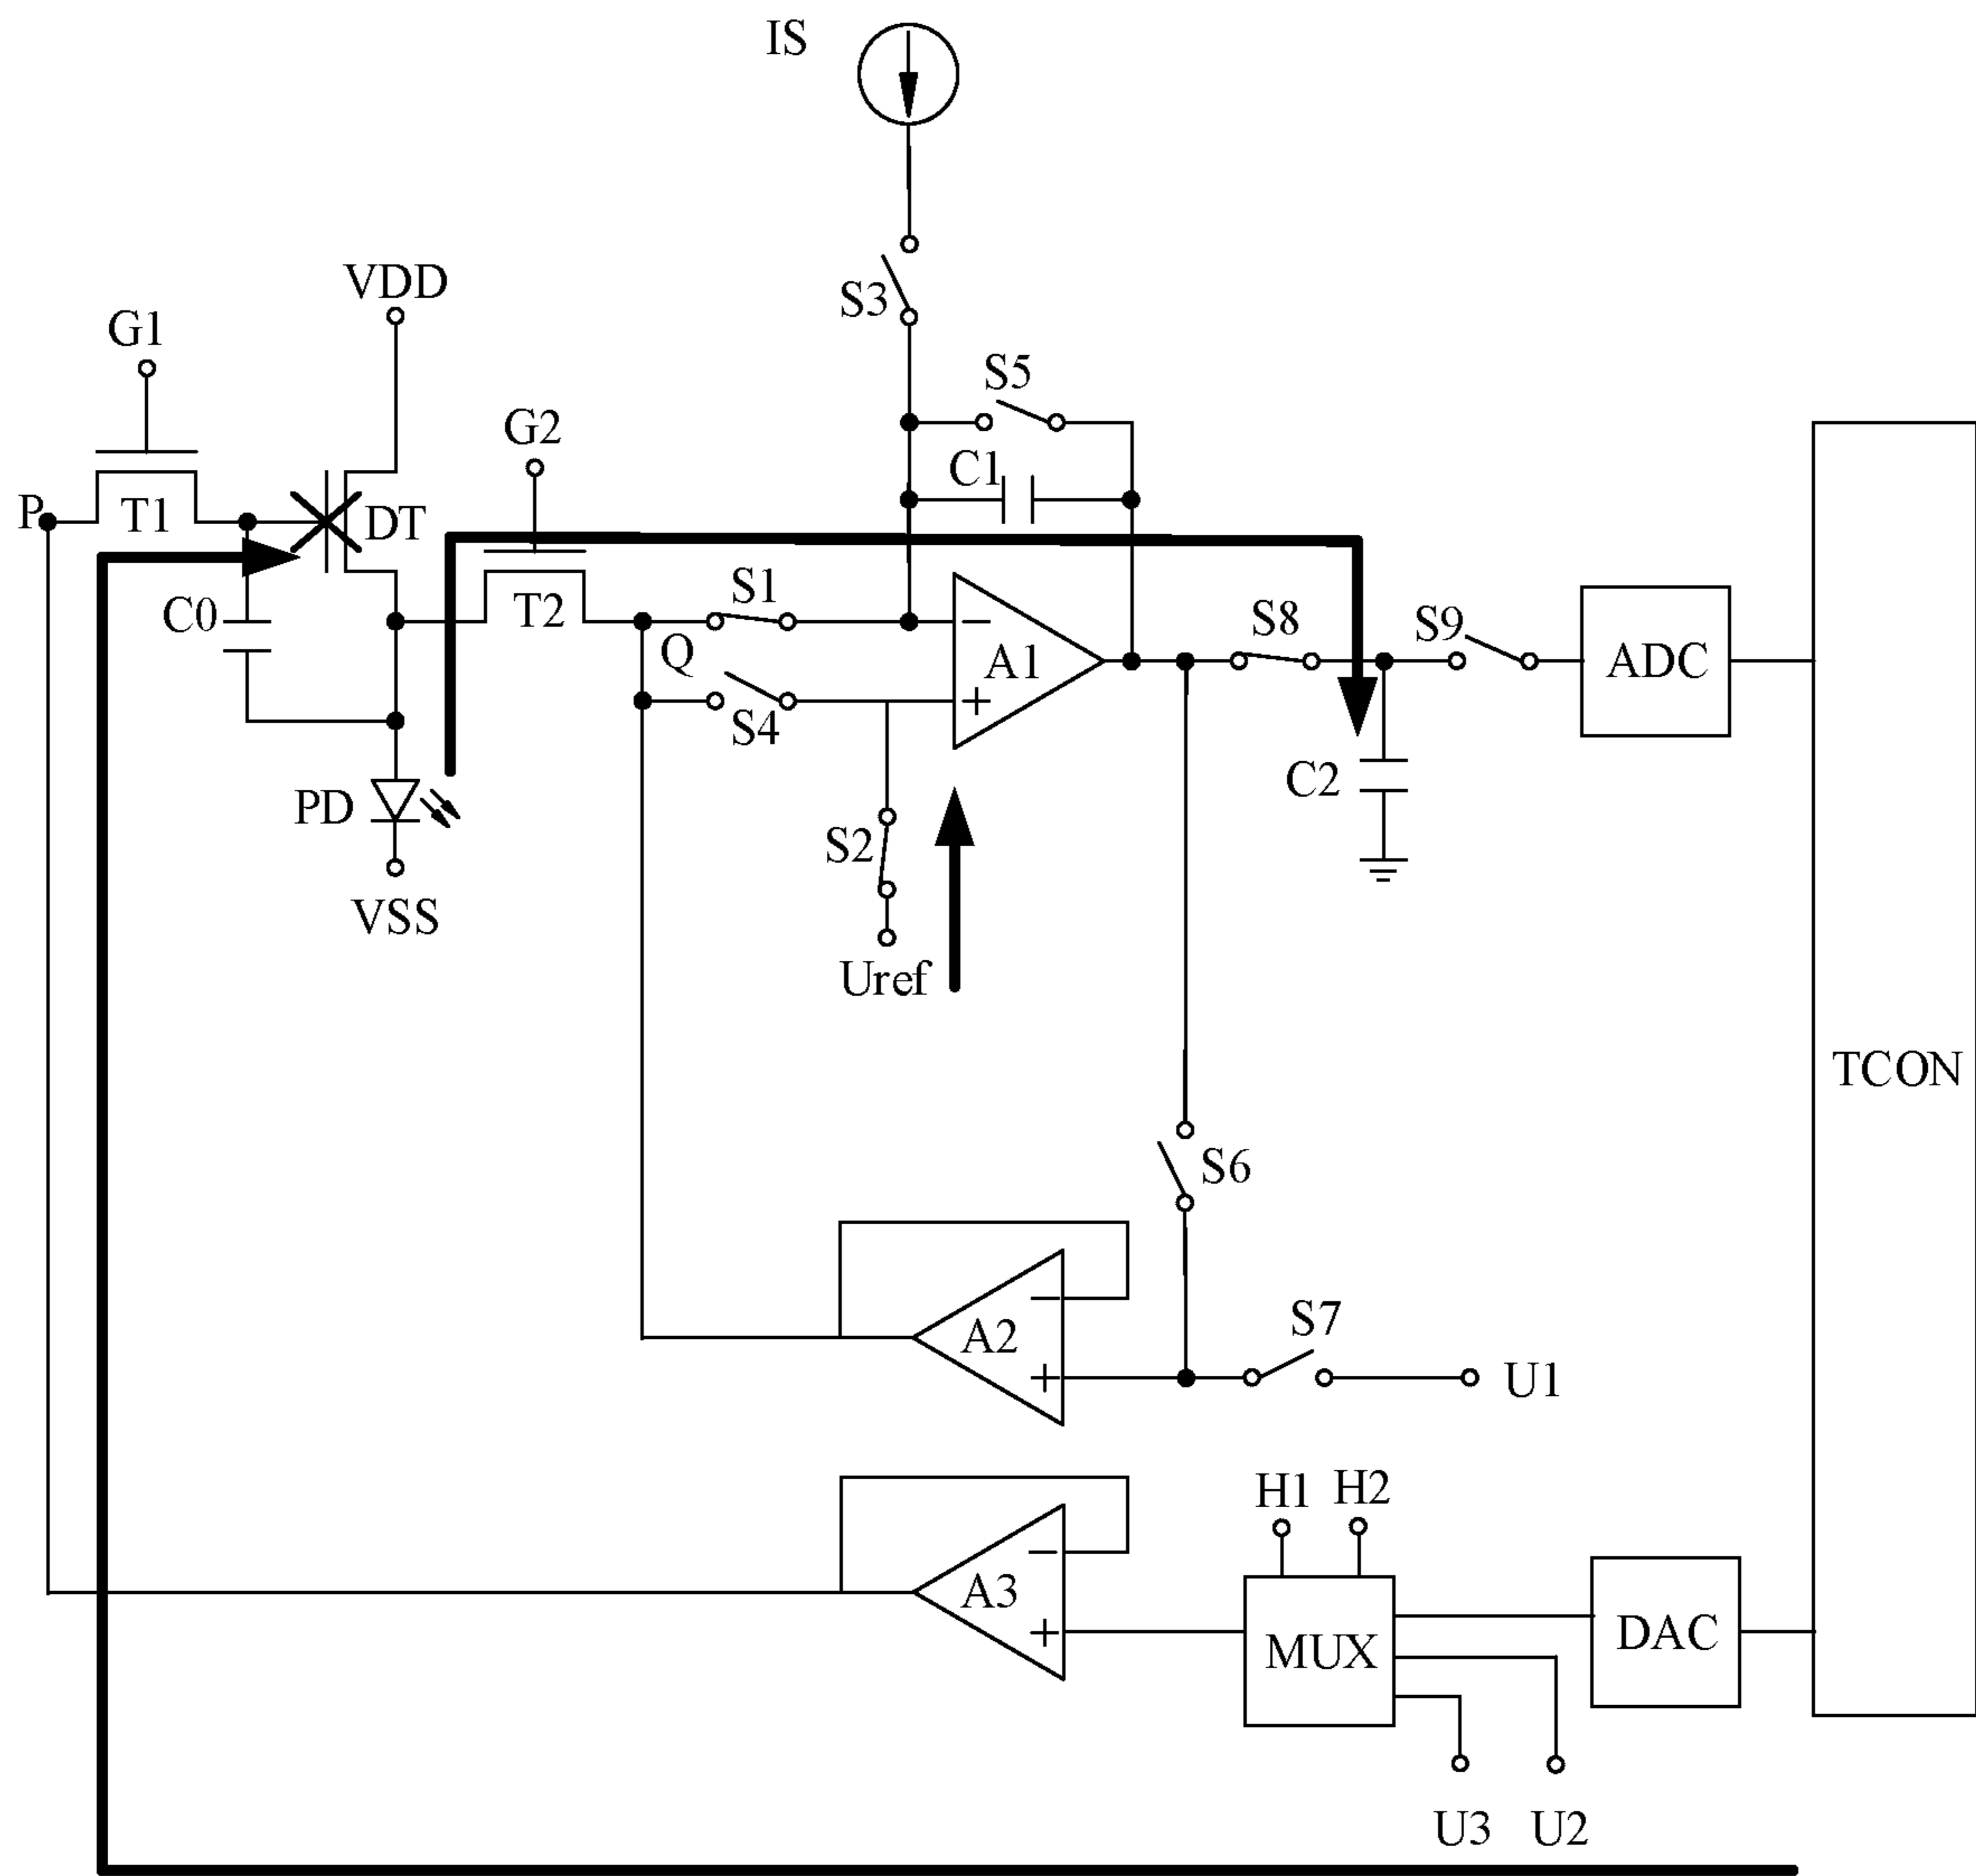 IS
S3
VDD
G1
S5
G2
C1
P
T1
DT
S1
T2
C0
Q
A1
S8
S9
ADC
S4
PD
C2
S2
VSS
Uref
TCON
S6
S7
A2
U1
H1 H2
A3
MUX
DAC
U3 U2